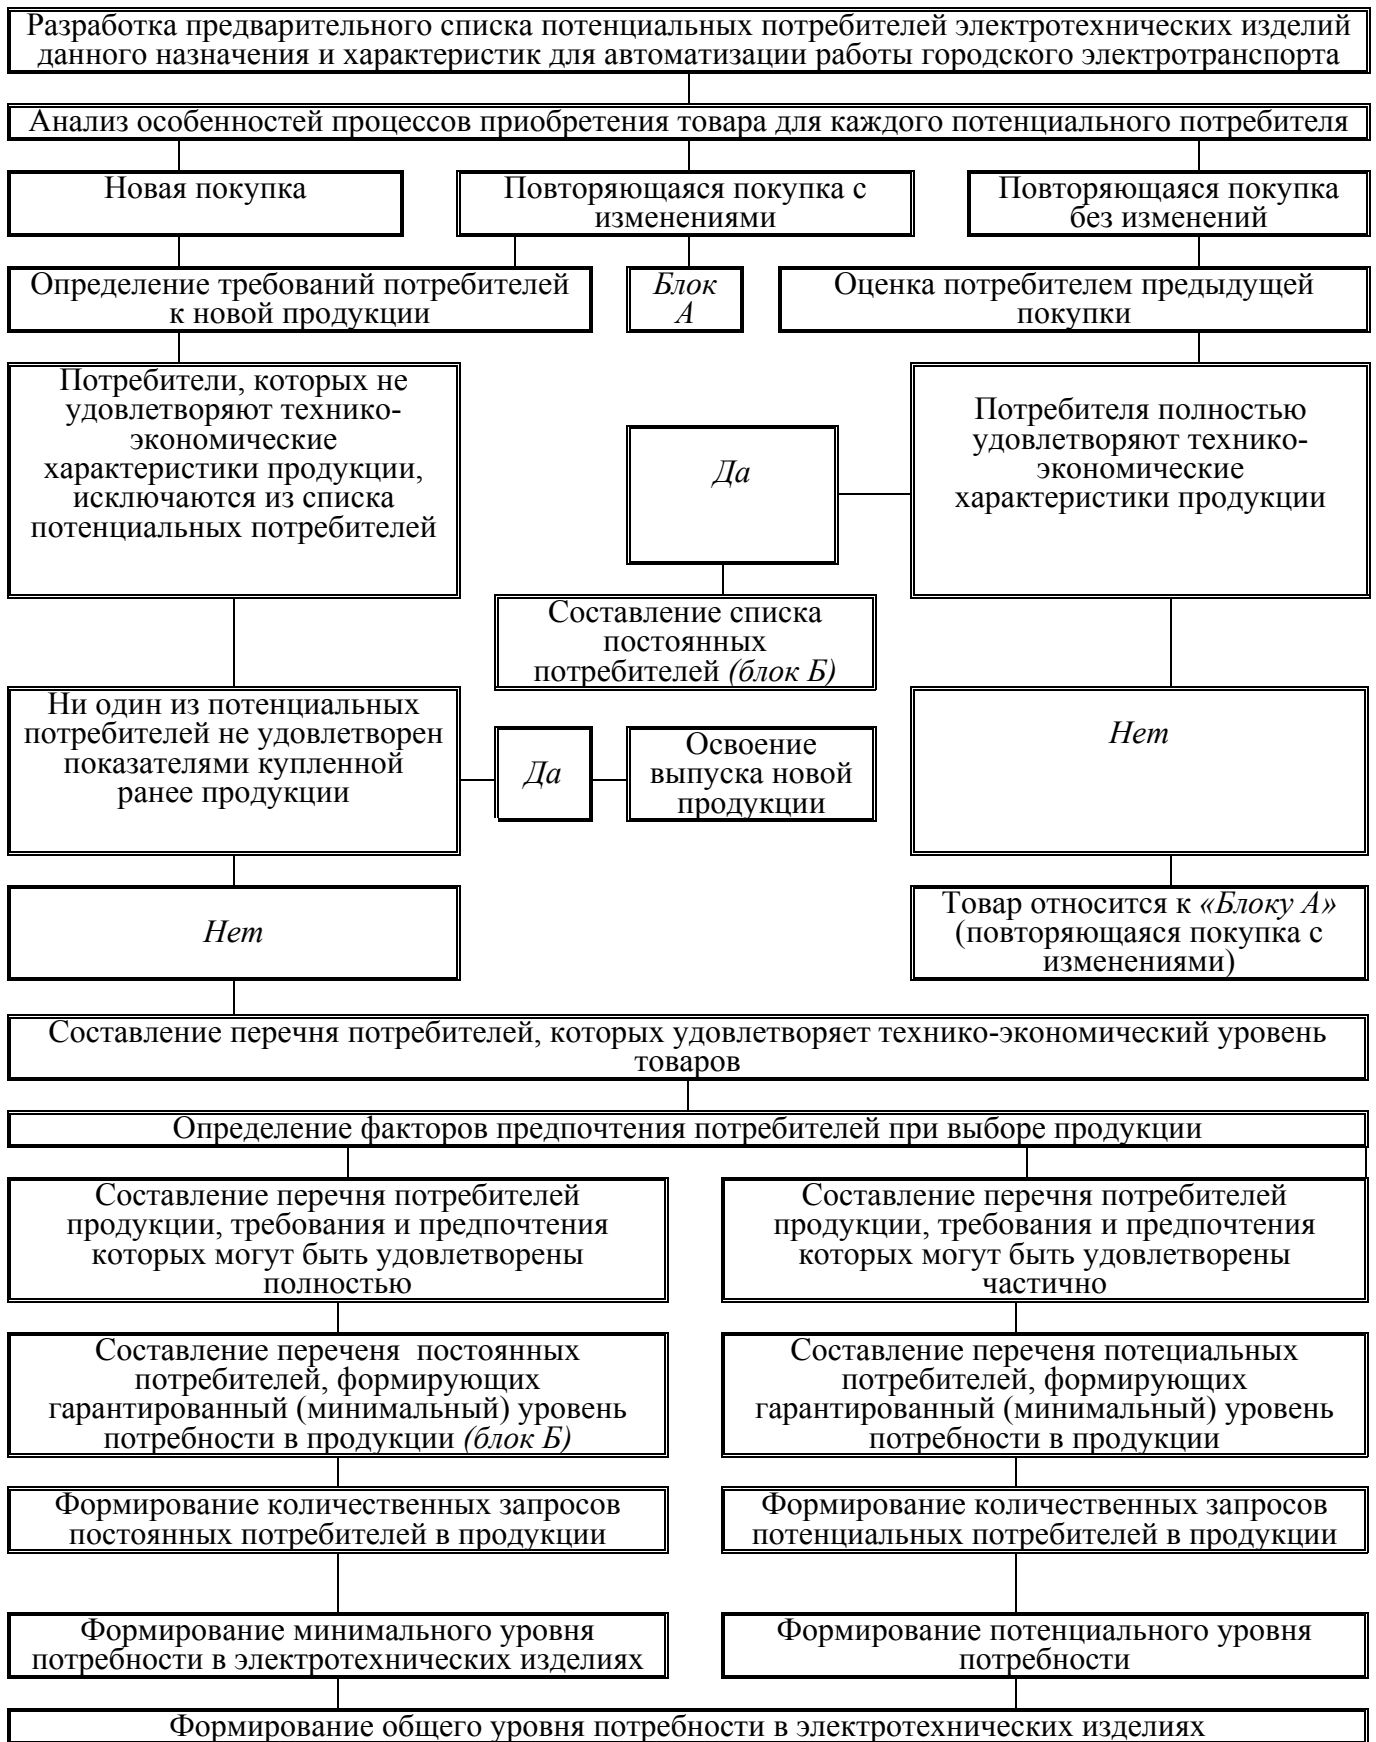 Разработка предварительного списка потенциальных потребителей электротехнических изделий
данного назначения и характеристик для автоматизации работы городского электротранспорта
Анализ особенностей процессов приобретения товара для каждого потенциального потребителя
Новая покупка
Повторяющаяся покупка с
изменениями
Повторяющаяся покупка
без изменений
Определение требований потребителей
к новой продукции
Блок
А
Оценка потребителем предыдущей
покупки
Потребители, которых не
удовлетворяют технико-
экономические
характеристики продукции,
исключаются из списка
потенциальных потребителей
Да
Потребителя полностью
удовлетворяют технико-
экономические
характеристики продукции
Составление списка
постоянных
потребителей (блок Б)
Ни один из потенциальных
потребителей не удовлетворен
показателями купленной
ранее продукции
Да
Освоение
выпуска новой
продукции
Нет
Нет
Товар относится к «Блоку А»
(повторяющаяся покупка с
изменениями)
Составление перечня потребителей, которых удовлетворяет технико-экономический уровень
товаров
Определение факторов предпочтения потребителей при выборе продукции
Составление перечня потребителей
продукции, требования и предпочтения
которых могут быть удовлетворены
полностью
Составление перечня потребителей
продукции, требования и предпочтения
которых могут быть удовлетворены
частично
Составление переченя постоянных
потребителей, формирующих
гарантированный (минимальный) уровень
потребности в продукции (блок Б)
Составление переченя потециальных
потребителей, формирующих
гарантированный (минимальный) уровень
потребности в продукции
Формирование количественных запросов
постоянных потребителей в продукции
Формирование количественных запросов
потенциальных потребителей в продукции
Формирование минимального уровня
потребности в электротехнических изделиях
Формирование потенциального уровня
потребности
Формирование общего уровня потребности в электротехнических изделиях